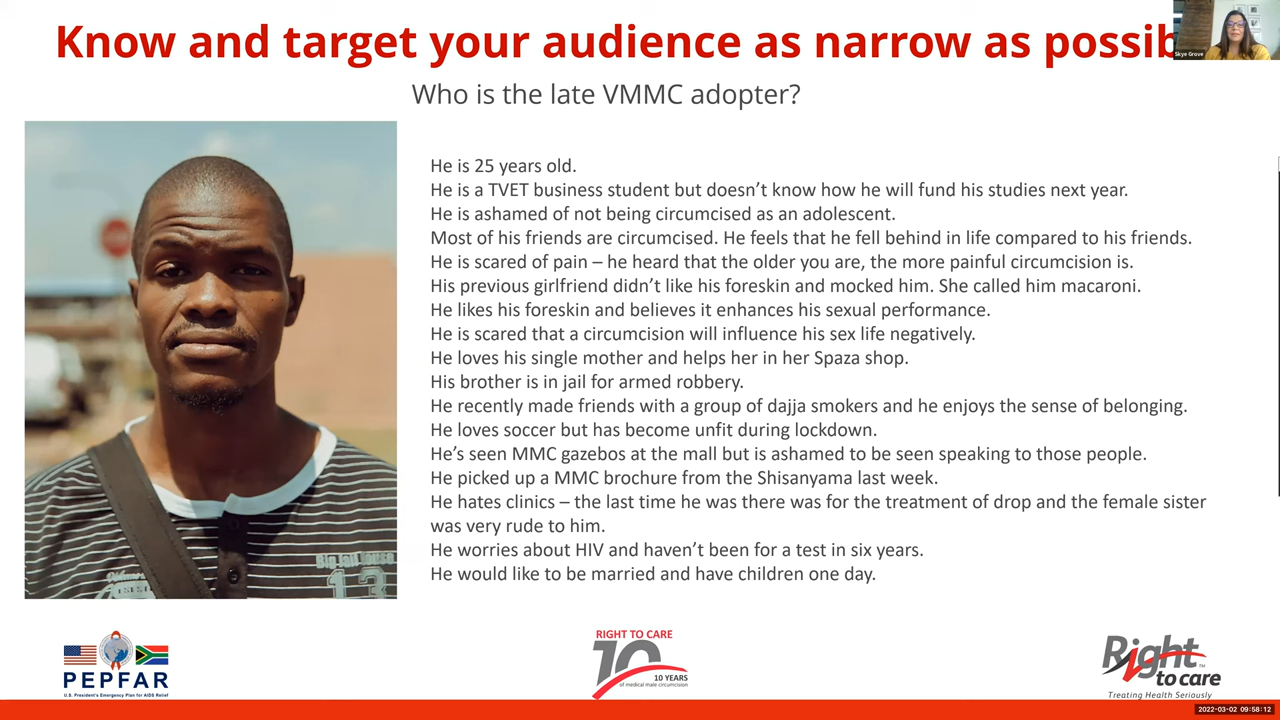 Know and target your audience as narrow as possib
Skye Grove
Who is the late VMMC adopter?
He is 25 years old.
He is a TVET business student but doesn’t know how he will fund his studies next year.
He is ashamed of not being circumcised as an adolescent.
Most of his friends are circumcised. He feels that he fell behind in life compared to his friends.
He is scared of pain – he heard that the older you are, the more painful circumcision is.
His previous girlfriend didn’t like his foreskin and mocked him. She called him macaroni.
He likes his foreskin and believes it enhances his sexual performance.
He is scared that a circumcision will influence his sex life negatively.
He loves his single mother and helps her in her Spaza shop.
His brother is in jail for armed robbery.
He recently made friends with a group of dajja smokers and he enjoys the sense of belonging.
He loves soccer but has become unfit during lockdown.
He’s seen MMC gazebos at the mall but is ashamed to be seen speaking to those people.
He picked up a MMC brochure from the Shisanyama last week.
He hates clinics – the last time he was there was for the treatment of drop and the female sister
was very rude to him.
He worries about HIV and haven’t been for a test in six years.
He would like to be married and have children one day.
13
PEPFAR
U.S. President's Emergency Plan for AIDS Relief
RIGHT TO CARE
10
10 YEARS
of medical male circumcision
Right
to care
TM
Treating Health Seriously
2022-03-02 09:58:12